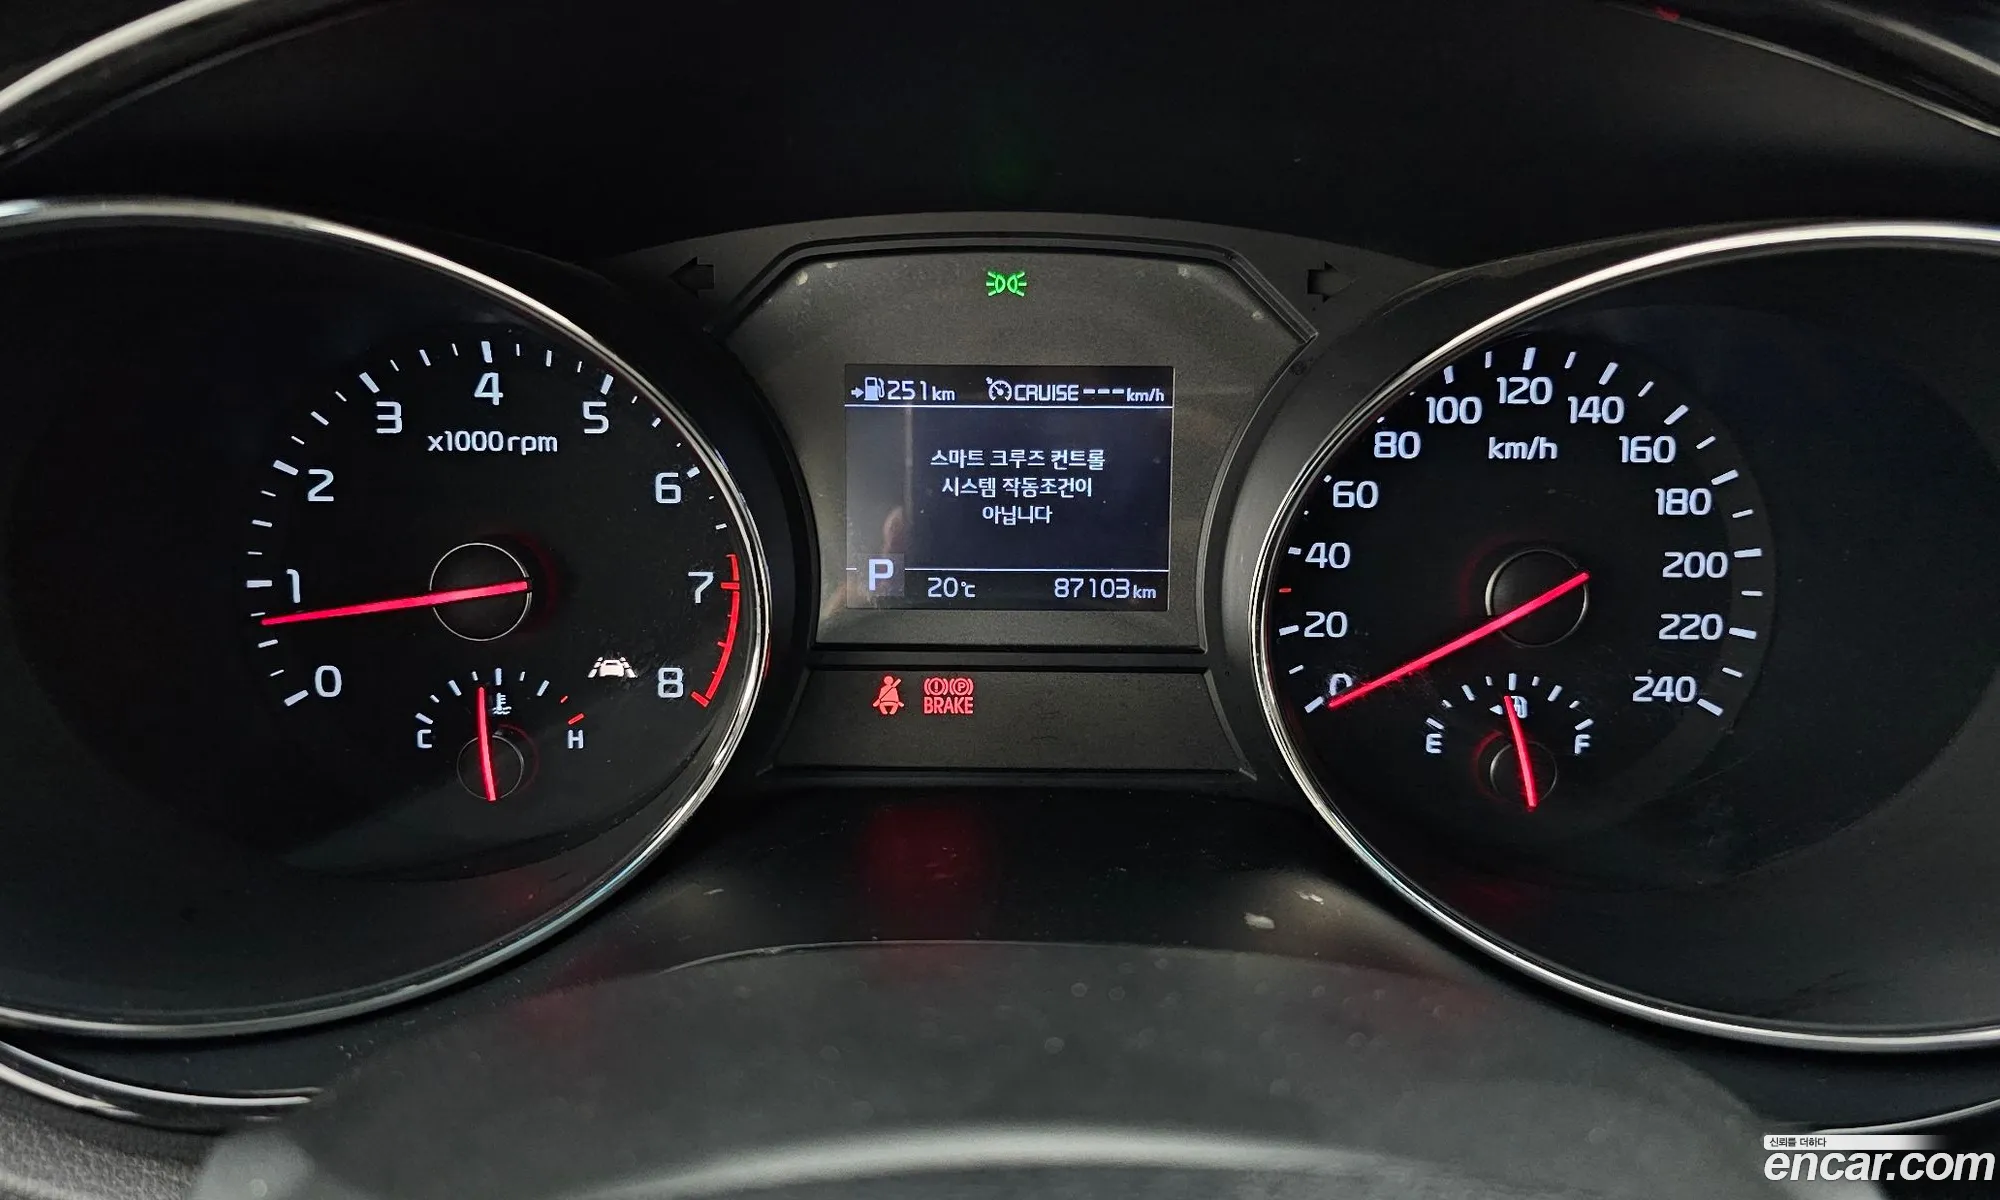 251km CRUISE ---km/h
스마트 크루즈 컨트롤
시스템 작동조건이
아닙니다
P 20℃ 87103km
0 1 2 3 4 5 6 7 8
x1000rpm
C H
BRAKE
0 20 40 60 80 100 120 140 160 180 200 220 240
km/h
E F
신뢰를 더하다
encar.com